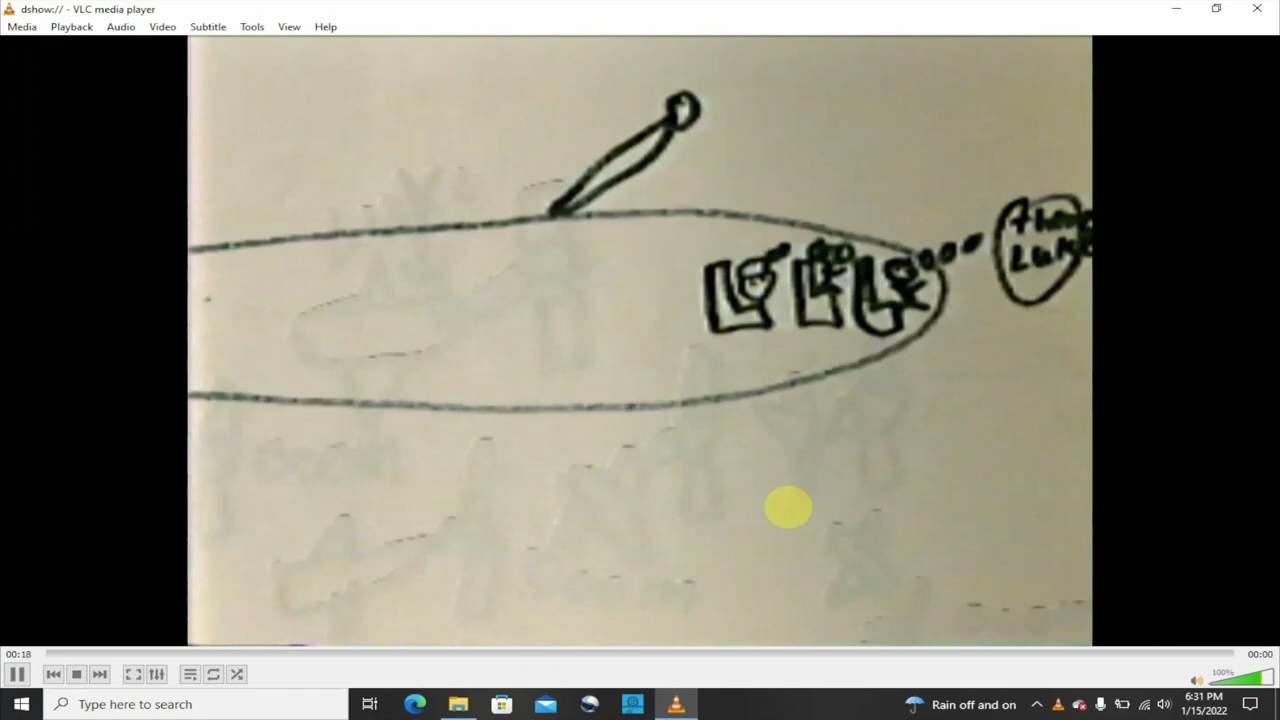 dshow:// - VLC media player
Media Playback Audio Video Subtitle Tools View Help
00:18
00:00
100%
Type here to search
Rain off and on
6:31 PM
1/15/2022